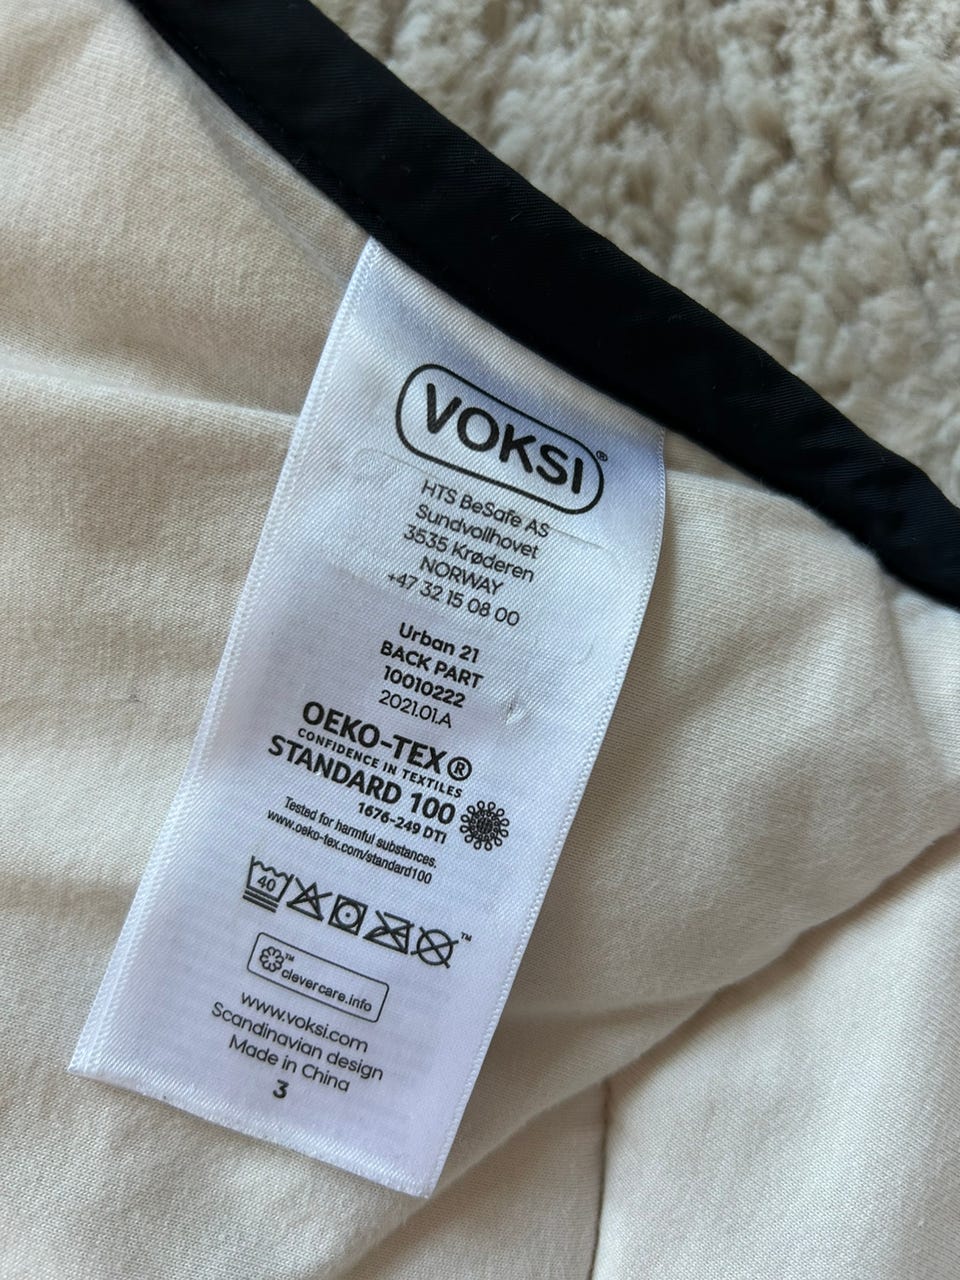 VOKSI®
HTS BeSafe AS
Sundvollhovet
3535 Krøderen
NORWAY
+47 32 15 08 00
Urban 21
BACK PART
10010222
2021.01.A
OEKO-TEX®
CONFIDENCE IN TEXTILES
STANDARD 100
1676-249 DTI
Tested for harmful substances.
www.oeko-tex.com/standard100
40 ™
™ clevercare.info
www.voksi.com
Scandinavian design
Made in China
3